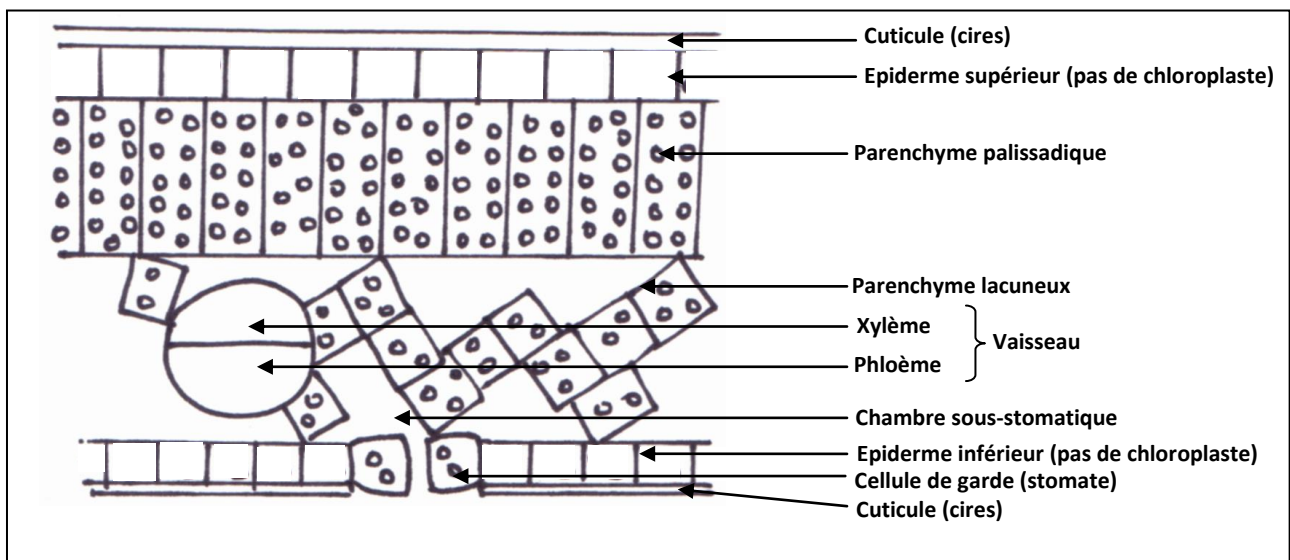 Cuticule (cires)
Epiderme supérieur (pas de chloroplaste)
Parenchyme palissadique
Parenchyme lacuneux
Xylème
Vaisseau
Phloème
Chambre sous-stomatique
Epiderme inférieur (pas de chloroplaste)
Cellule de garde (stomate)
Cuticule (cires)